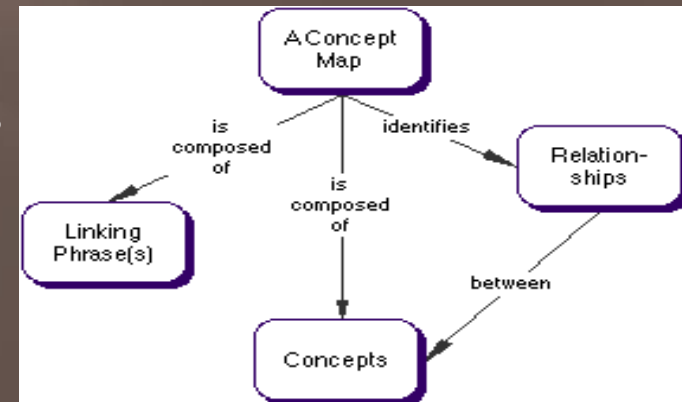 A Concept
Map
is
composed
of
identifies
is
composed
of
Relation-
ships
Linking
Phrase(s)
between
Concepts